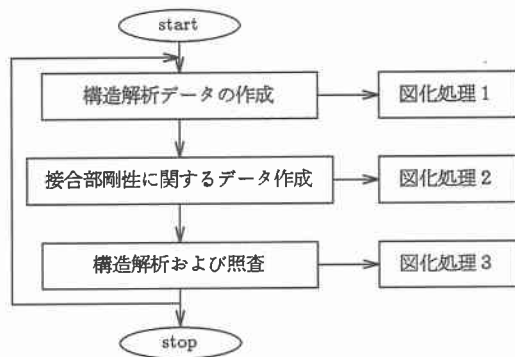 start
構造解析データの作成
図化処理 1
接合部剛性に関するデータ作成
図化処理 2
構造解析および照査
図化処理 3
stop